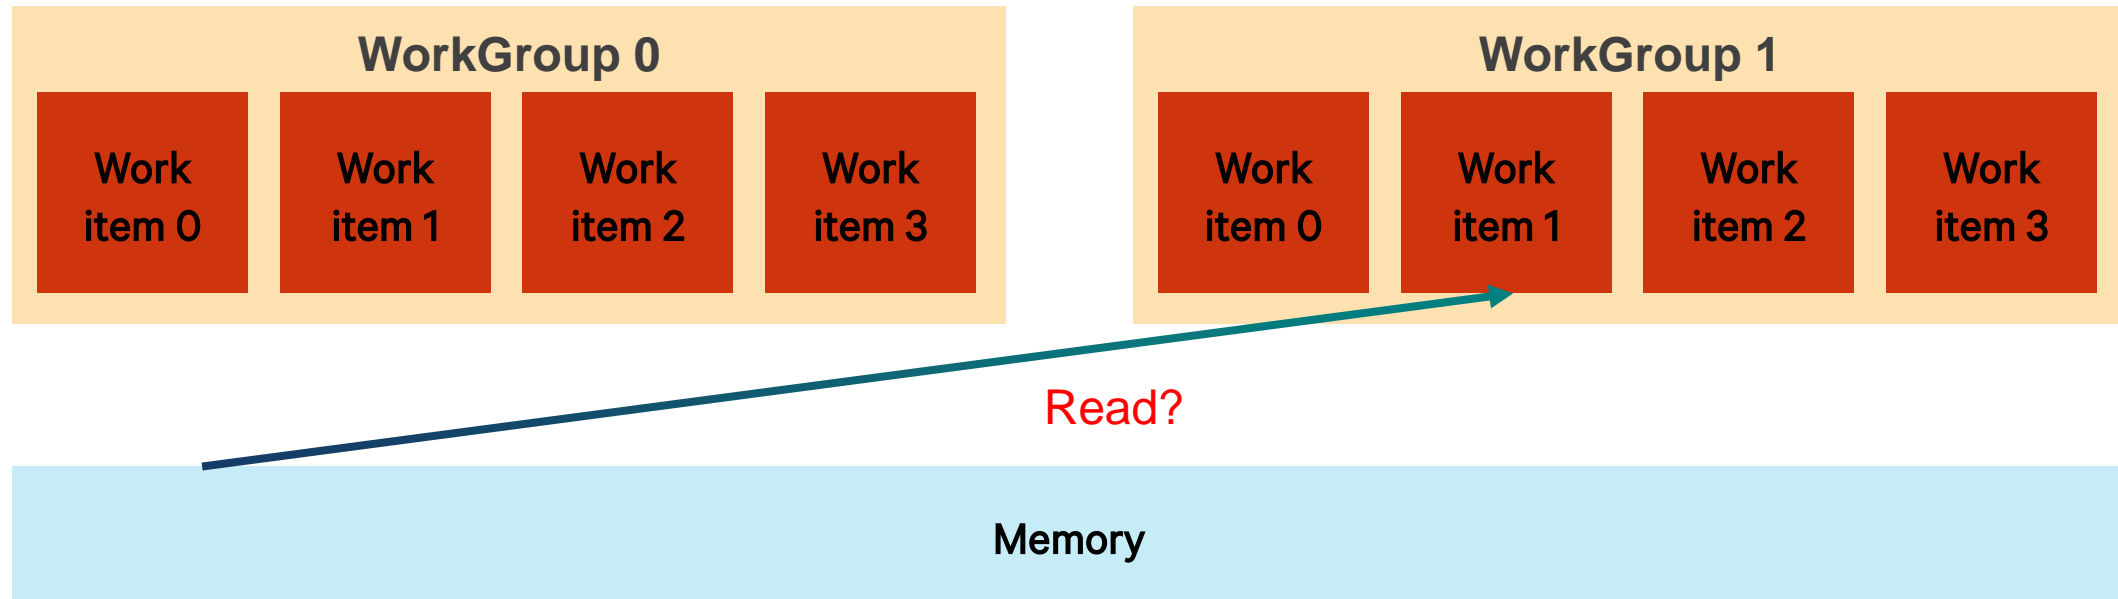 WorkGroup 0
Work
item 0
Work
item 1
Work
item 2
Work
item 3
WorkGroup 1
Work
item 0
Work
item 1
Work
item 2
Work
item 3
Read?
Memory